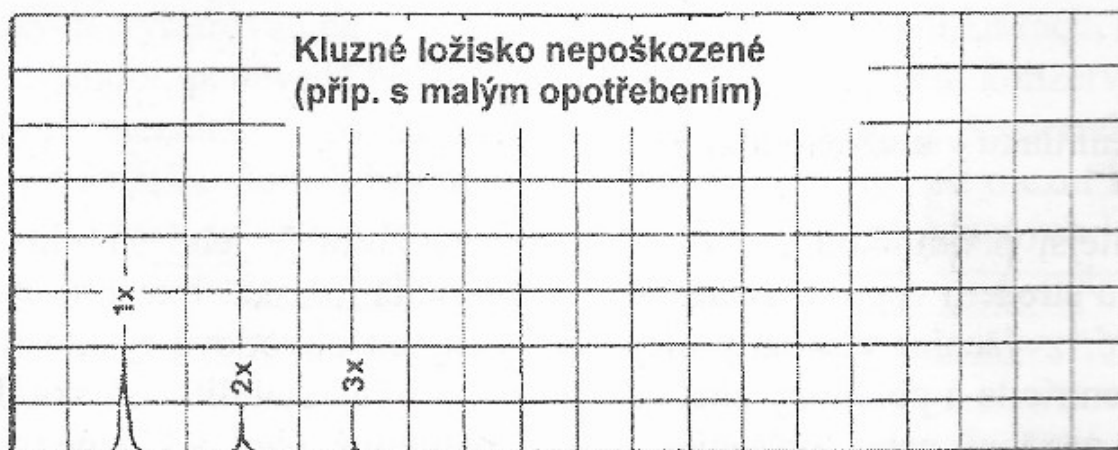 Kluzné ložisko nepoškozené
(příp. s malým opotřebením)
1x
2x
3x